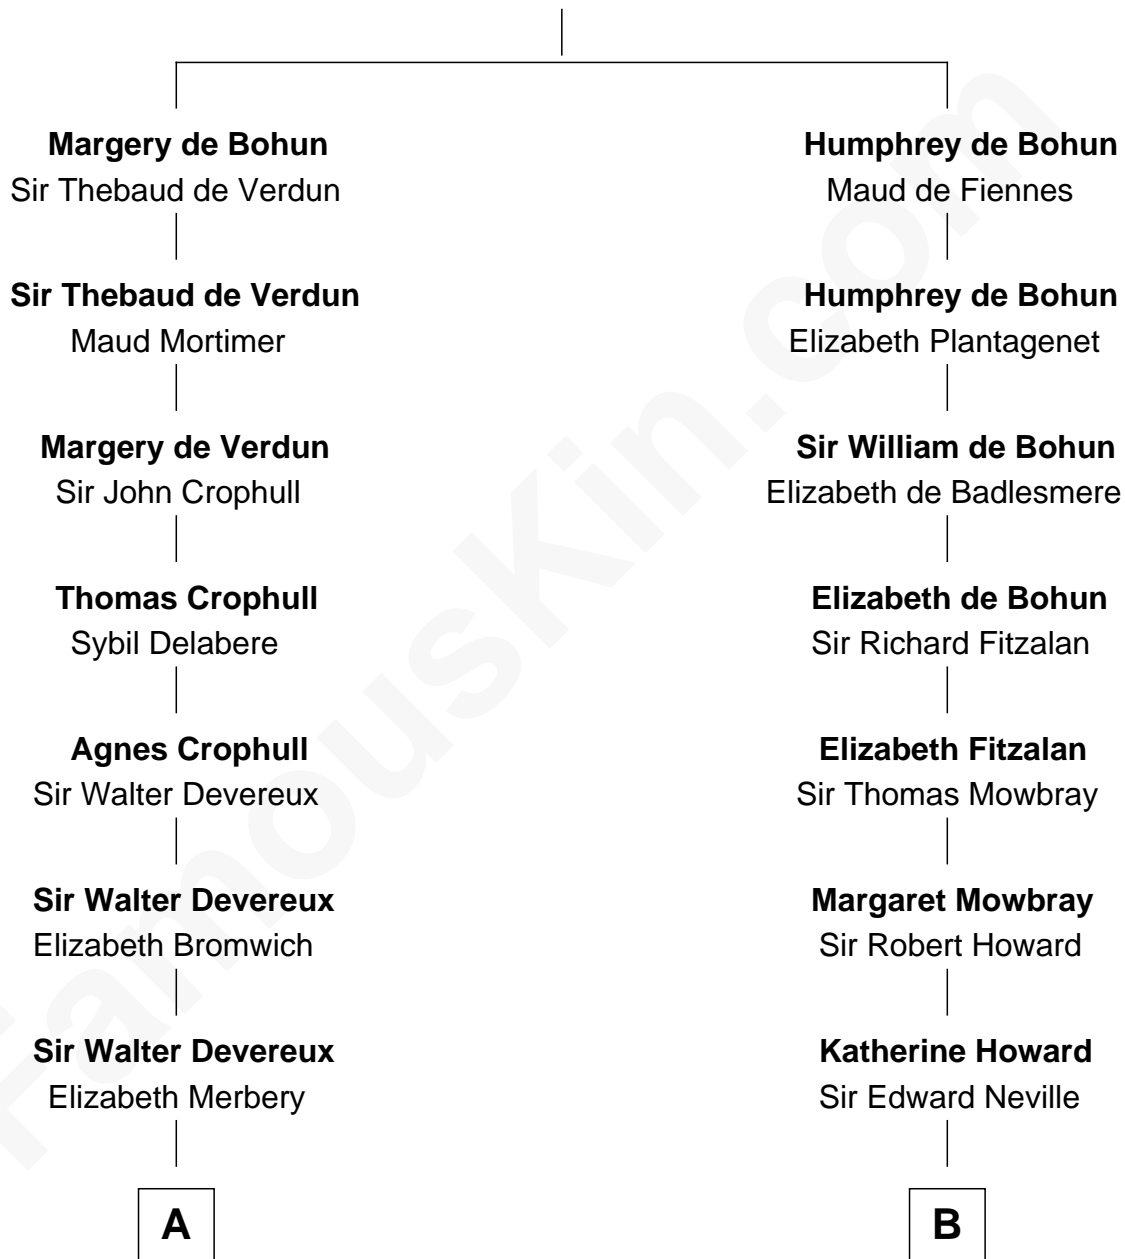 Margery de Bohun
Sir Thebaud de Verdun
Humphrey de Bohun
Maud de Fiennes
Sir Thebaud de Verdun
Maud Mortimer
Humphrey de Bohun
Elizabeth Plantagenet
Margery de Verdun
Sir John Crophull
Sir William de Bohun
Elizabeth de Badlesmere
Thomas Crophull
Sybil Delabere
Elizabeth de Bohun
Sir Richard Fitzalan
Agnes Crophull
Sir Walter Devereux
Elizabeth Fitzalan
Sir Thomas Mowbray
Sir Walter Devereux
Elizabeth Bromwich
Margaret Mowbray
Sir Robert Howard
Sir Walter Devereux
Elizabeth Merbery
Katherine Howard
Sir Edward Neville
A
B
FamousKin.com